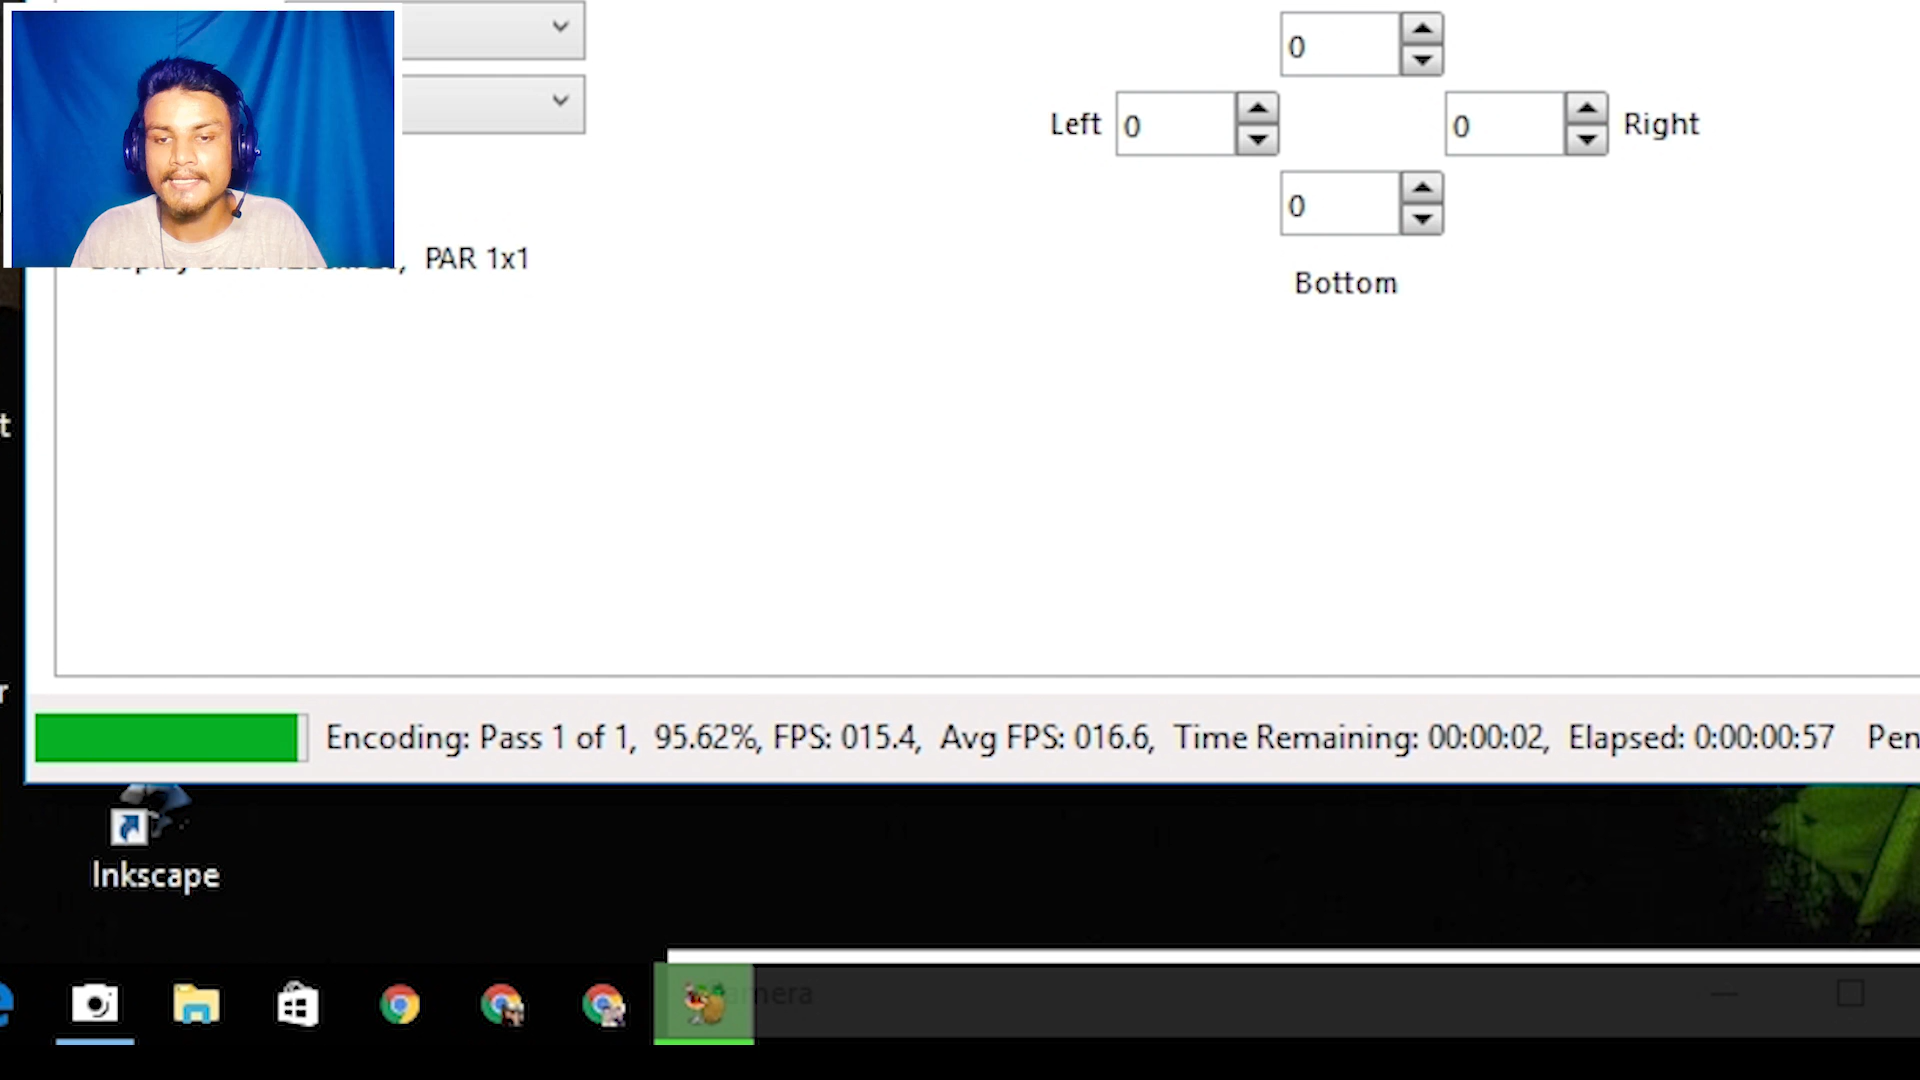 0
Left 0 0 Right
0
PAR 1x1
Bottom
t
r
Encoding: Pass 1 of 1, 95.62%, FPS: 015.4, Avg FPS: 016.6, Time Remaining: 00:00:02, Elapsed: 0:00:00:57 Pen
Inkscape